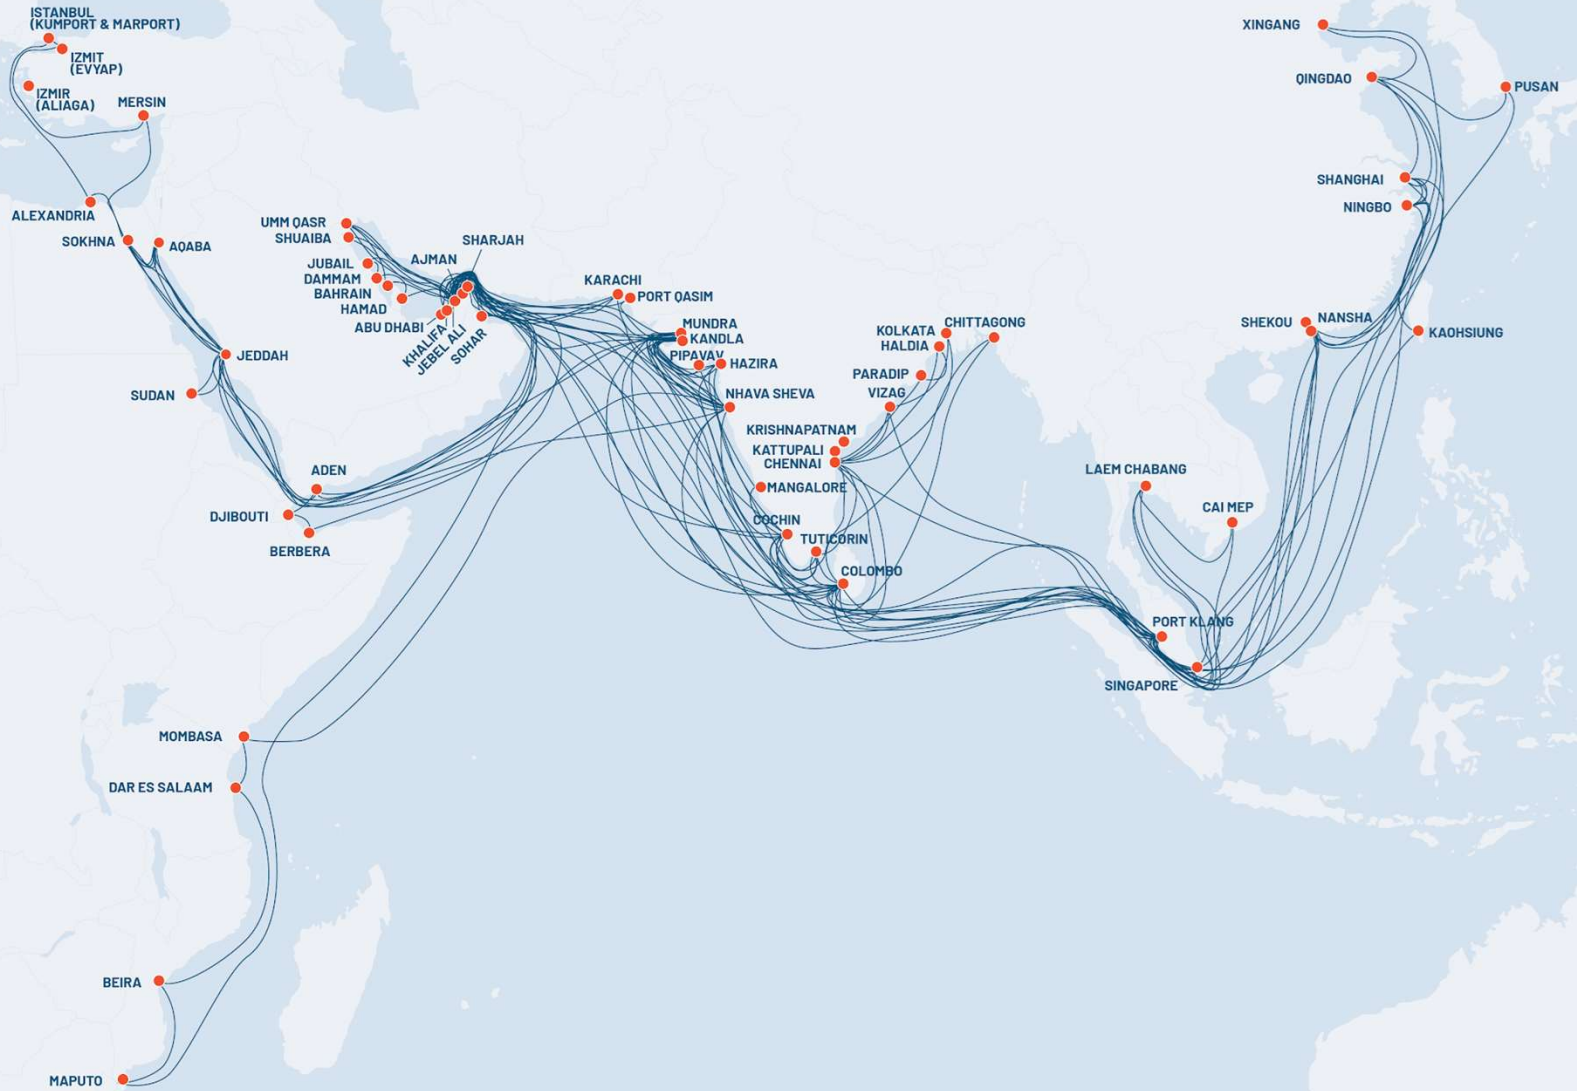 ISTANBUL
(KUMPORT & MARPORT)
IZMIT
(EVYAP)
IZMIR
(ALIAGA)
MERSIN
ALEXANDRIA
SOKHNA
AQABA
UMM QASR
SHUAIBA
JUBAIL
DAMMAM
BAHRAIN
HAMAD
ABU DHABI
KHALIFA
JEBEL ALI
SOHAR
AJMAN
SHARJAH
KARACHI
PORT QASIM
MUNDRA
KANDLA
PIPAVAV
HAZIRA
NHAVA SHEVA
KOLKATA
CHITTAGONG
HALDIA
PARADIP
VIZAG
KRISHNAPATNAM
KATTUPALI
CHENNAI
MANGALORE
COCHIN
TUTICORIN
COLOMBO
JEDDAH
SUDAN
ADEN
DJIBOUTI
BERBERA
MOMBASA
DAR ES SALAAM
BEIRA
MAPUTO
XINGANG
QINGDAO
PUSAN
SHANGHAI
NINGBO
SHEKOU
NANSHA
KAOHSIUNG
LAEM CHABANG
CAI MEP
PORT KLANG
SINGAPORE